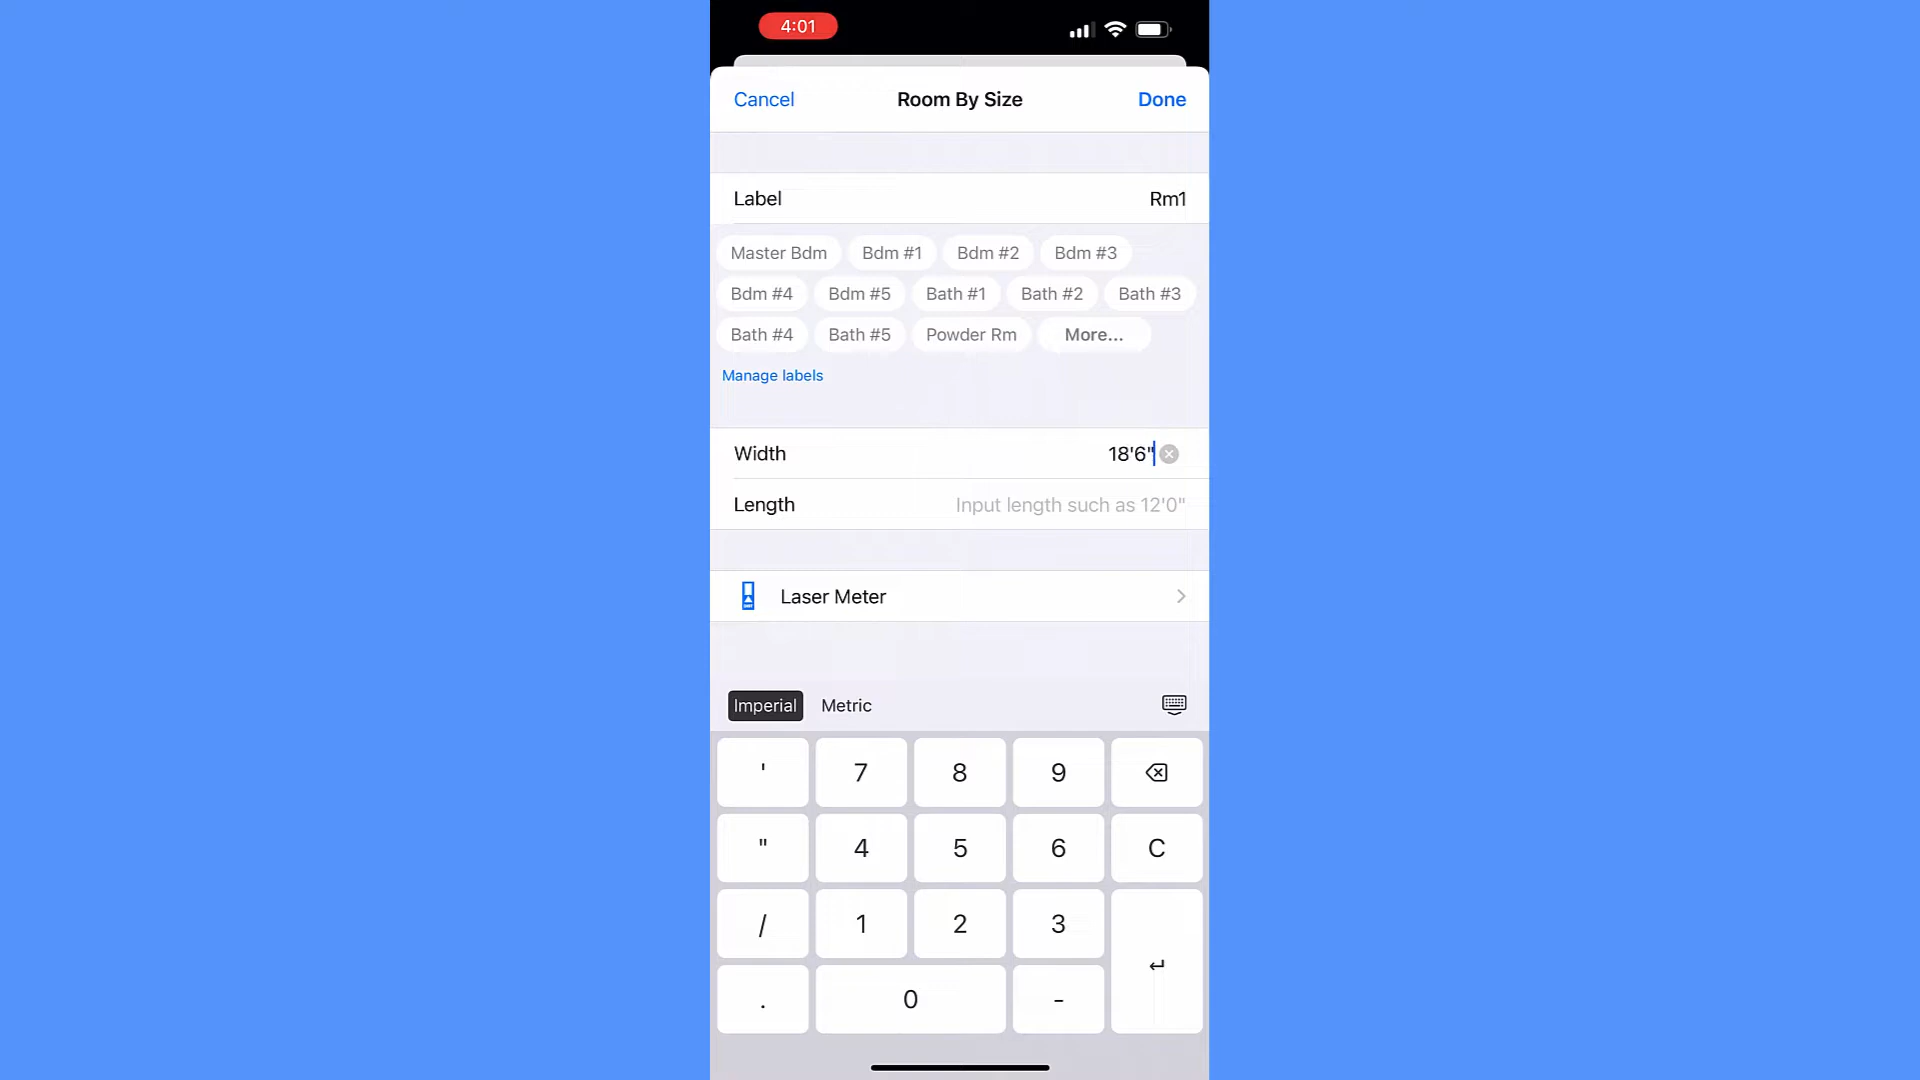 4:01
Cancel Room By Size Done
Label Rm1
Master Bdm Bdm #1 Bdm #2 Bdm #3
Bdm #4 Bdm #5 Bath #1 Bath #2 Bath #3
Bath #4 Bath #5 Powder Rm More...
Manage labels
Width 18'6"
Length Input length such as 12'0"
Laser Meter
Imperial Metric
' 7 8 9
" 4 5 6 C
/ 1 2 3
. 0 -